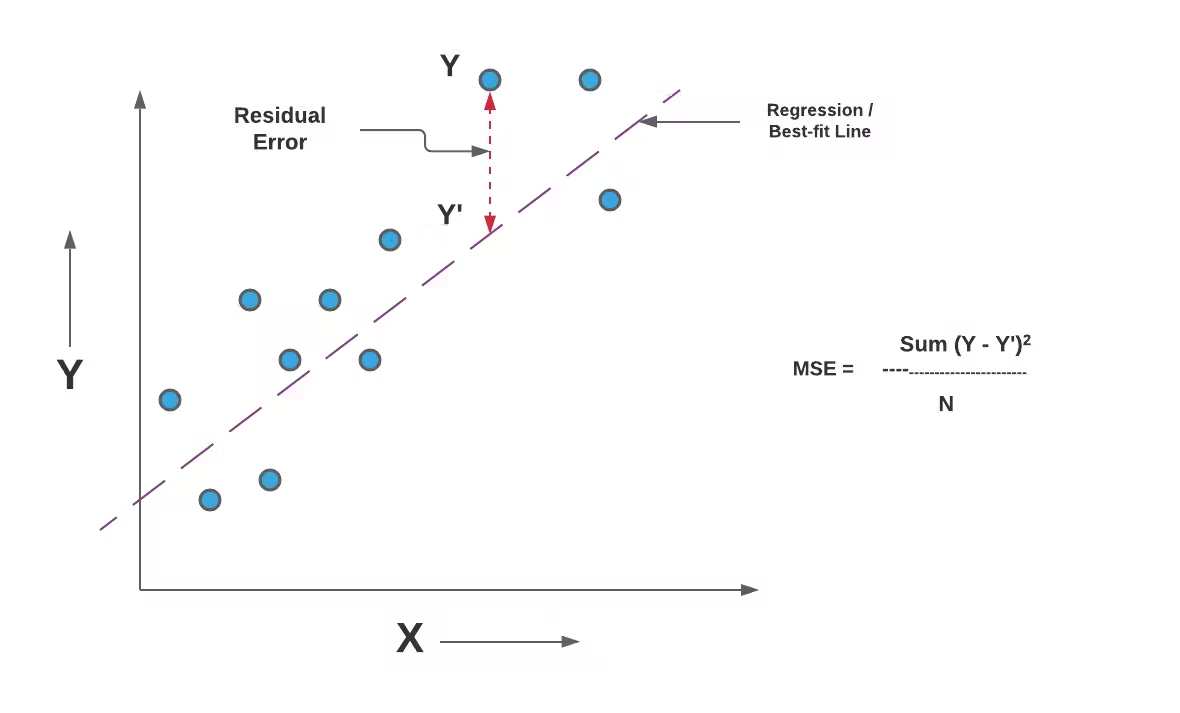 Y
Residual
Error
Regression /
Best-fit Line
Y'
Y
Sum (Y - Y')²
MSE = ---------------------------
N
X